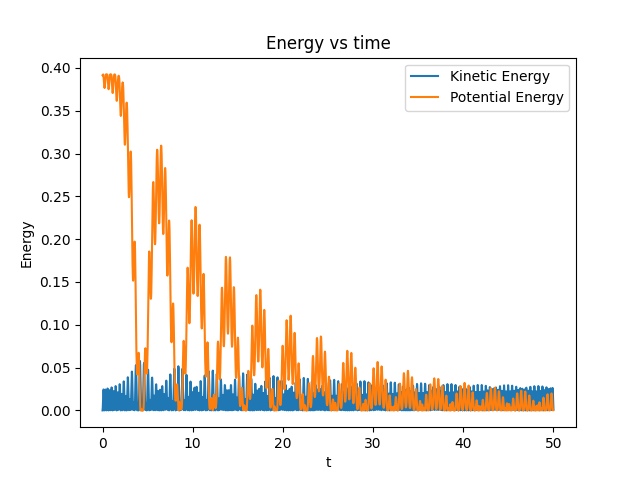 Energy vs time
Kinetic Energy
Potential Energy
0.40
0.35
0.30
0.25
0.20
0.15
0.10
0.05
0.00
Energy
0 10 20 30 40 50
t